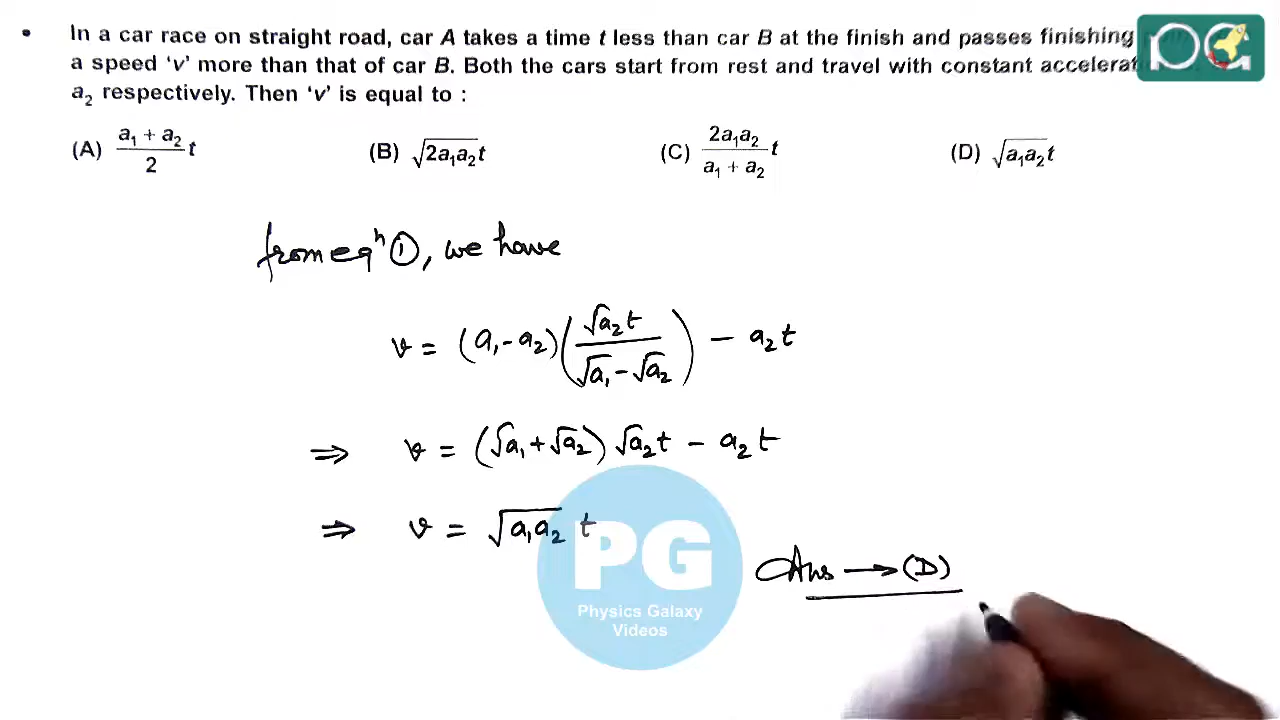 • In a car race on straight road, car A takes a time t less than car B at the finish and passes finishing
a speed 'v' more than that of car B. Both the cars start from rest and travel with constant
a₂ respectively. Then 'v' is equal to :
(A) (a₁ + a₂)/2 t (B) √(2a₁a₂) t (C) 2a₁a₂/(a₁ + a₂) t (D) √(a₁a₂) t
from eqⁿ ①, we have
v = (a₁ - a₂) (√a₂ t / (√a₁ - √a₂)) - a₂t
⇒ v = (√a₁ + √a₂) √a₂ t - a₂ t
⇒ v = √(a₁a₂) t
Ans → (D)
PG
Physics Galaxy
Videos